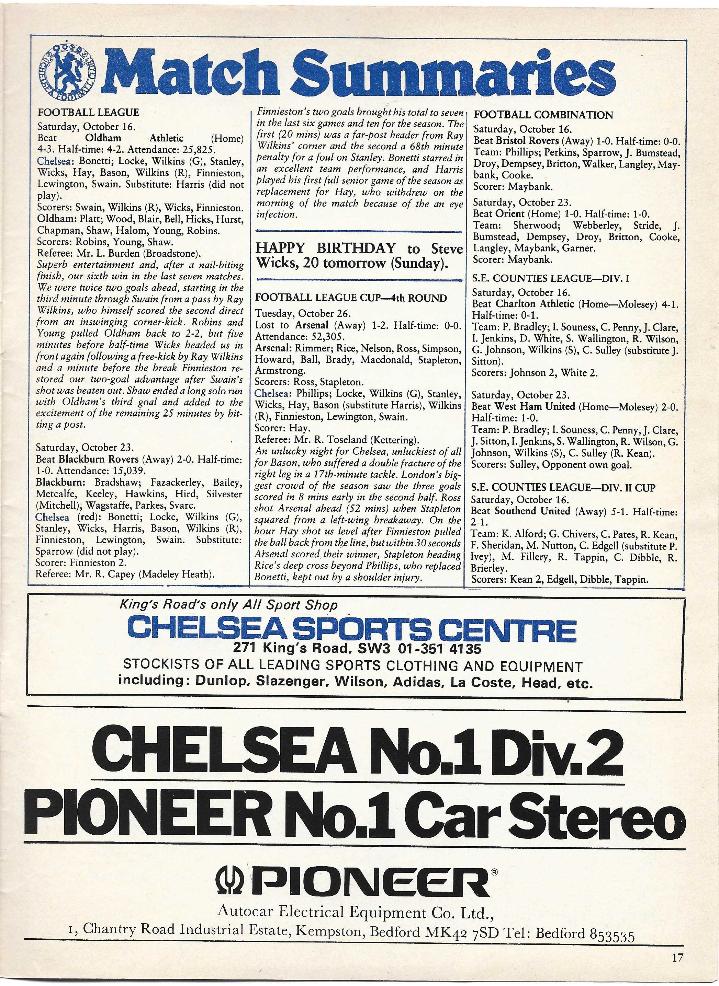 Match Summaries
FOOTBALL LEAGUE
Saturday, October 16.
Beat Oldham Athletic (Home)
4-3. Half-time: 4-2. Attendance: 25,825.
Chelsea: Bonetti; Locke, Wilkins (G), Stanley,
Wicks, Hay, Bason, Wilkins (R), Finnieston,
Lewington, Swain. Substitute: Harris (did not
play).
Scorers: Swain, Wilkins (R), Wicks, Finnieston.
Oldham: Platt; Wood, Blair, Bell, Hicks, Hurst,
Chapman, Shaw, Halom, Young, Robins.
Scorers: Robins, Young, Shaw.
Referee: Mr. L. Burden (Broadstone).
Superb entertainment and, after a nail-biting
finish, our sixth win in the last seven matches.
We were twice two goals ahead, starting in the
third minute through Swain from a pass by Ray
Wilkins, who himself scored the second direct
from an inswinging corner-kick. Robins and
Young pulled Oldham back to 2-2, but five
minutes before half-time Wicks headed us in
front again following a free-kick by Ray Wilkins
and a minute before the break Finnieston re-
stored our two-goal advantage after Swain's
shot was beaten out. Shaw ended a long solo run
with Oldham's third goal and added to the
excitement of the remaining 25 minutes by hit-
ting a post.
Saturday, October 23.
Beat Blackburn Rovers (Away) 2-0. Half-time:
1-0. Attendance: 15,039.
Blackburn: Bradshaw; Fazackerley, Bailey,
Metcalfe, Keeley, Hawkins, Hird, Silvester
(Mitchell), Wagstaffe, Parkes, Svarc.
Chelsea (red): Bonetti; Locke, Wilkins (G),
Stanley, Wicks, Harris, Bason, Wilkins (R),
Finnieston, Lewington, Swain. Substitute:
Sparrow (did not play).
Scorer: Finnieston 2.
Referee: Mr. R. Capey (Madeley Heath).
Finnieston's two goals brought his total to seven
in the last six games and ten for the season. The
first (20 mins) was a far-post header from Ray
Wilkins' corner and the second a 68th minute
penalty for a foul on Stanley. Bonetti starred in
an excellent team performance, and Harris
played his first full senior game of the season as
replacement for Hay, who withdrew on the
morning of the match because of an eye
infection.
HAPPY BIRTHDAY to Steve
Wicks, 20 tomorrow (Sunday).
FOOTBALL LEAGUE CUP—4th ROUND
Tuesday, October 26.
Lost to Arsenal (Away) 1-2. Half-time: 0-0.
Attendance: 52,305.
Arsenal: Rimmer; Rice, Nelson, Ross, Simpson,
Howard, Ball, Brady, Macdonald, Stapleton,
Armstrong.
Scorers: Ross, Stapleton.
Chelsea: Phillips; Locke, Wilkins (G), Stanley,
Wicks, Hay, Bason (substitute Harris), Wilkins
(R), Finnieston, Lewington, Swain.
Scorer: Hay.
Referee: Mr. R. Toseland (Kettering).
An unlucky night for Chelsea, unluckiest of all
for Bason, who suffered a double fracture of the
right leg in a 17th-minute tackle. London's big-
gest crowd of the season saw the three goals
scored in 8 mins early in the second half. Ross
shot Arsenal ahead (52 mins) when Stapleton
squared from a left-wing breakaway. On the
hour Hay shot us level after Finnieston pulled
the ball back from the line, but within 30 seconds
Arsenal scored their winner, Stapleton heading
Rice's deep cross beyond Phillips, who replaced
Bonetti, kept out by a shoulder injury.
FOOTBALL COMBINATION
Saturday, October 16.
Beat Bristol Rovers (Away) 1-0. Half-time: 0-0.
Team: Phillips; Perkins, Sparrow, J. Bumstead,
Droy, Dempsey, Britton, Walker, Langley, May-
bank, Cooke.
Scorer: Maybank.
Saturday, October 23.
Beat Orient (Home) 1-0. Half-time: 1-0.
Team: Sherwood; Webberley, Stride, J.
Bumstead, Dempsey, Droy, Britton, Cooke,
Langley, Maybank, Garner.
Scorer: Maybank.
S.E. COUNTIES LEAGUE—DIV. I
Saturday, October 16.
Beat Charlton Athletic (Home—Molesey) 4-1.
Half-time: 0-1.
Team: P. Bradley; I. Souness, C. Penny, J. Clare,
I. Jenkins, D. White, S. Wallington, R. Wilson,
G. Johnson, Wilkins (S), C. Sulley (substitute J.
Sitton).
Scorers: Johnson 2, White 2.
Saturday, October 23.
Beat West Ham United (Home—Molesey) 2-0.
Half-time: 1-0.
Team: P. Bradley; I. Souness, C. Penny, J. Clare,
J. Sitton, I. Jenkins, S. Wallington, R. Wilson, G.
Johnson, Wilkins (S), C. Sulley (R. Kean).
Scorers: Sulley, Opponent own goal.
S.E. COUNTIES LEAGUE—DIV. II CUP
Saturday, October 16.
Beat Southend United (Away) 5-1. Half-time:
2 1.
Team: K. Alford; G. Chivers, C. Pates, R. Kean,
F. Sheridan, M. Nutton, C. Edgell (substitute P.
Ivey), M. Fillery, R. Tappin, C. Dibble, R.
Brierley.
Scorers: Kean 2, Edgell, Dibble, Tappin.
King's Road's only All Sport Shop
CHELSEA SPORTS CENTRE
271 King's Road, SW3 01-351 4135
STOCKISTS OF ALL LEADING SPORTS CLOTHING AND EQUIPMENT
including: Dunlop, Slazenger, Wilson, Adidas, La Coste, Head, etc.
CHELSEA No.1 Div.2
PIONEER No.1 Car Stereo
PIONEER®
Autocar Electrical Equipment Co. Ltd.,
1, Chantry Road Industrial Estate, Kempston, Bedford MK42 7SD Tel: Bedford 853535
17